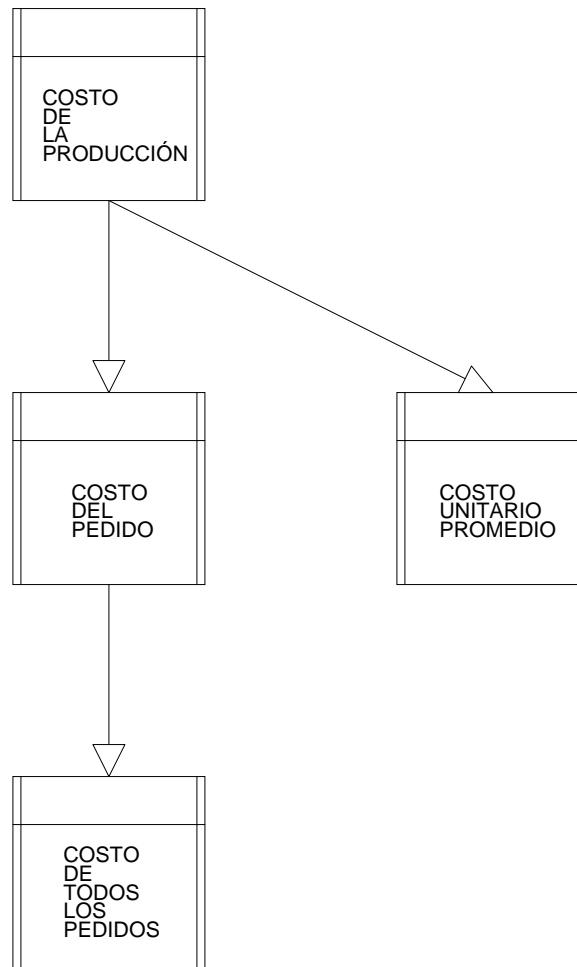 COSTO
DE
LA
PRODUCCIÓN
COSTO
DEL
PEDIDO
COSTO
UNITARIO
PROMEDIO
COSTO
DE
TODOS
LOS
PEDIDOS